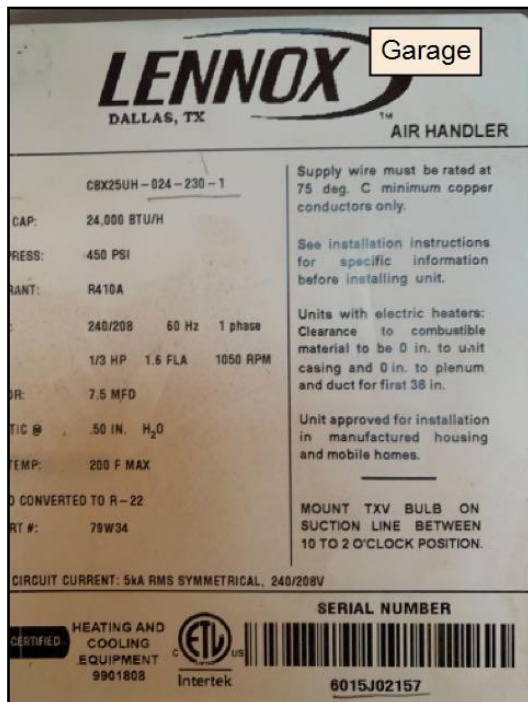 Garage
LENNOX
DALLAS, TX
™
AIR HANDLER
CBX25UH-024-230-1
CAP: 24,000 BTU/H
PRESS: 450 PSI
RANT: R410A
: 240/208 60 Hz 1 phase
1/3 HP 1.6 FLA 1050 RPM
OR: 7.5 MFD
TIC @ .50 IN. H₂O
TEMP: 200 F MAX
D CONVERTED TO R-22
RT #: 79W34
Supply wire must be rated at
75 deg. C minimum copper
conductors only.
See installation instructions
for specific information
before installing unit.
Units with electric heaters:
Clearance to combustible
material to be 0 in. to unit
casing and 0 in. to plenum
and duct for first 36 in.
Unit approved for installation
in manufactured housing
and mobile homes.
MOUNT TXV BULB ON
SUCTION LINE BETWEEN
10 TO 2 O'CLOCK POSITION.
CIRCUIT CURRENT: 5kA RMS SYMMETRICAL, 240/208V
CERTIFIED
HEATING AND
COOLING
EQUIPMENT
9901808
C ETL US
Intertek
SERIAL NUMBER
6015J02157